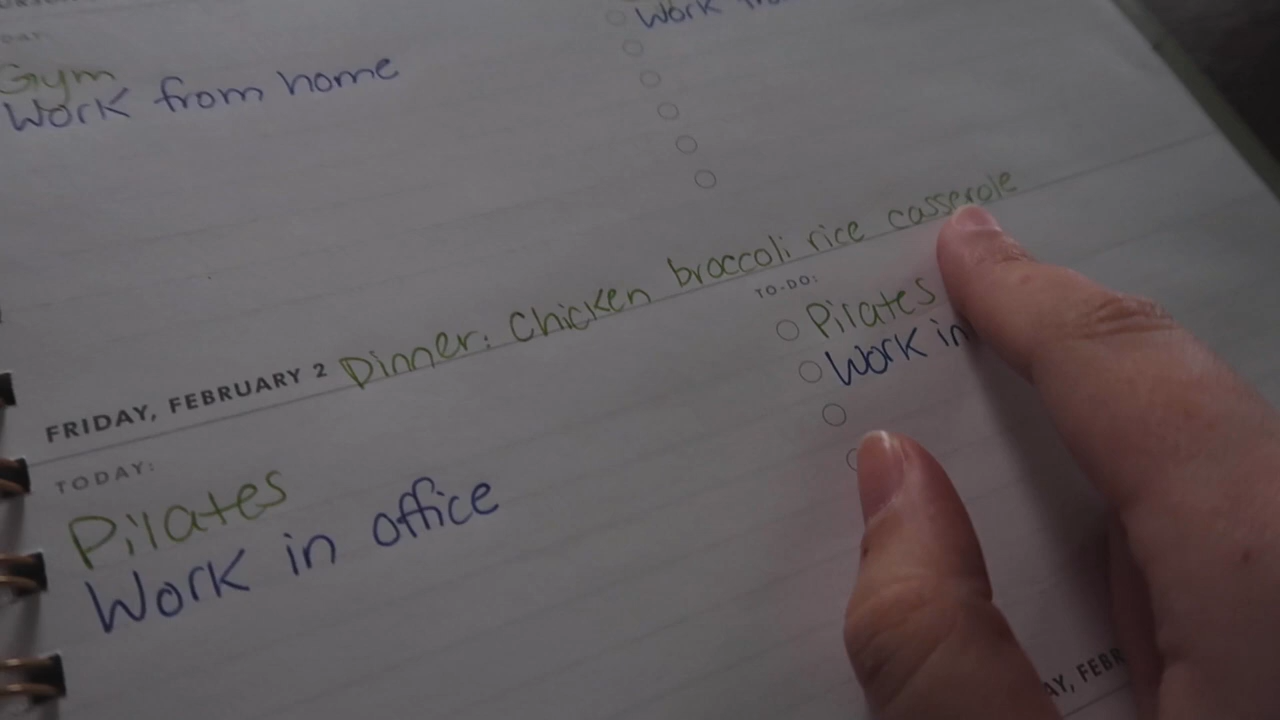 Gym
Work from home
Work
FRIDAY, FEBRUARY 2 Dinner: Chicken broccoli rice casserole
TODAY:
Pilates
Work in office
TO-DO:
Pilates
Work in